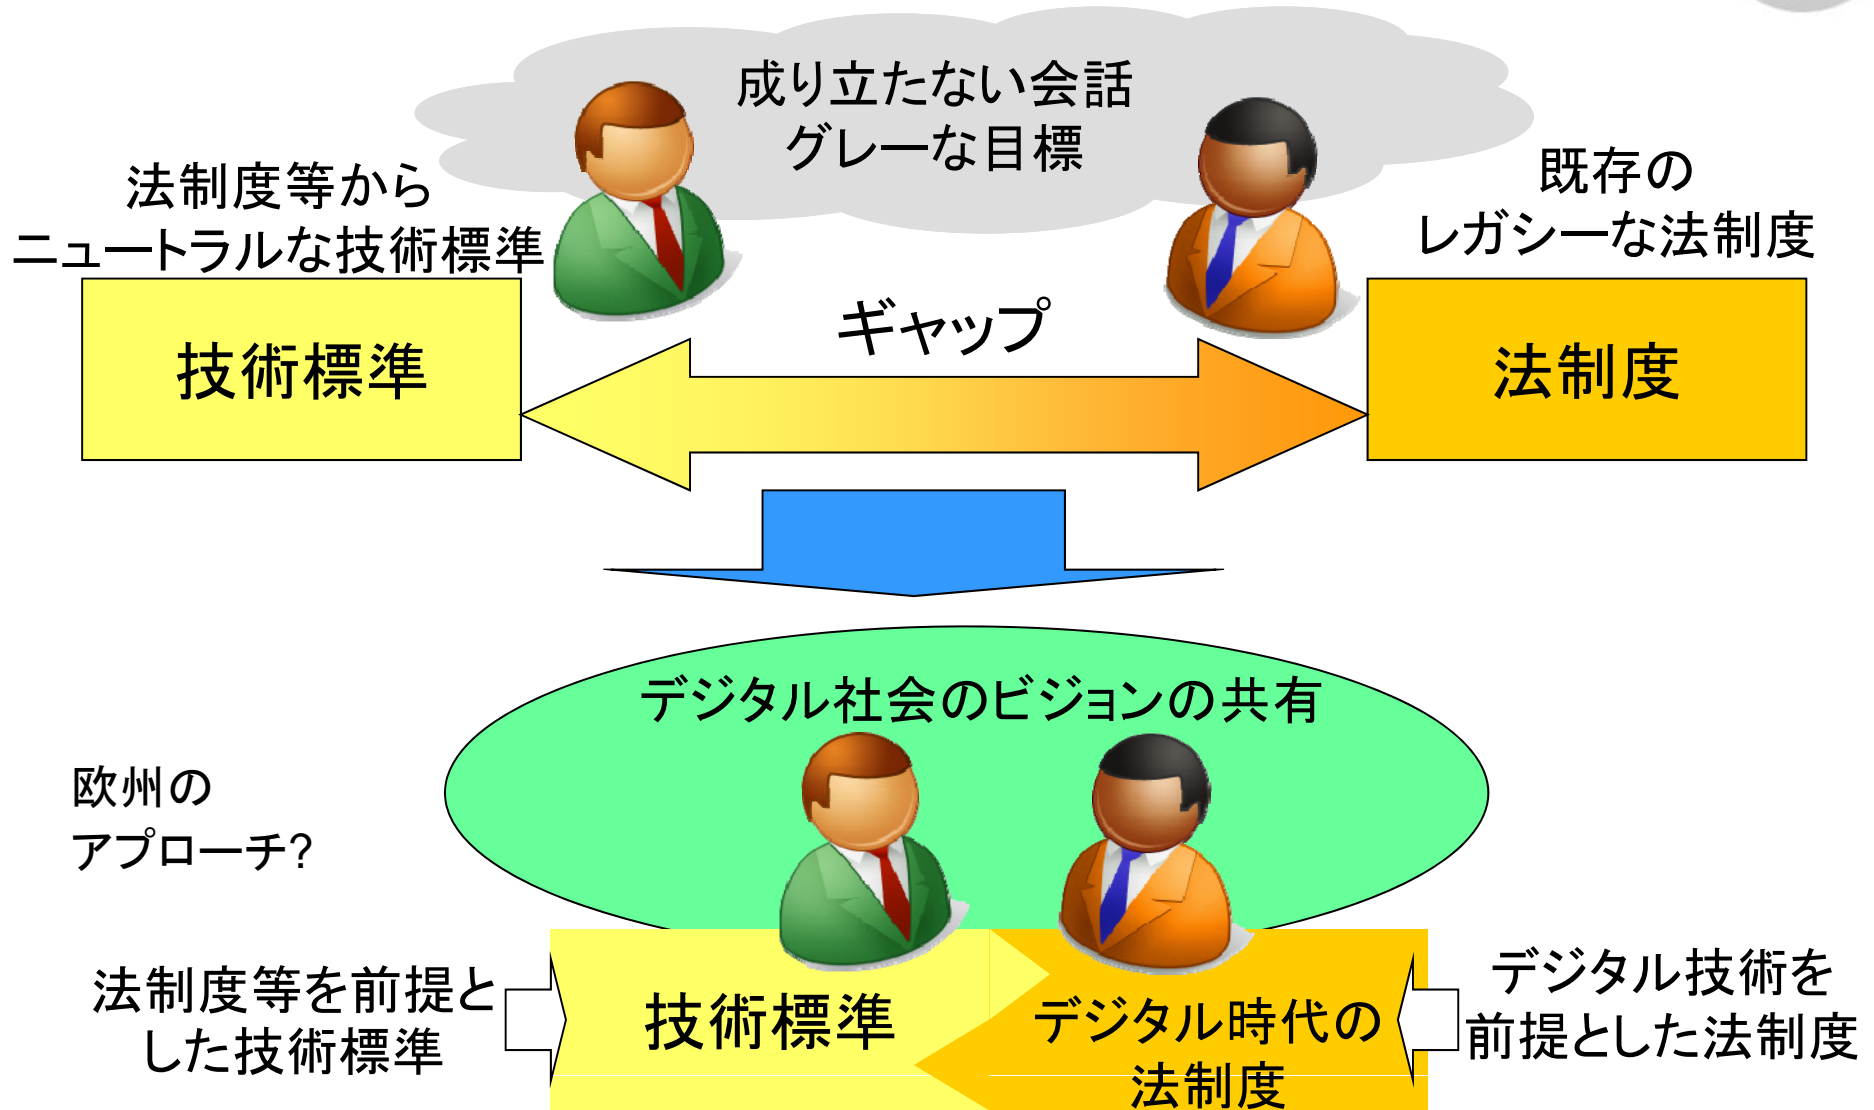 成り立たない会話
グレーな目標
法制度等から
ニュートラルな技術標準
既存の
レガシーな法制度
ギャップ
技術標準
法制度
デジタル社会のビジョンの共有
欧州の
アプローチ?
法制度等を前提と
した技術標準
技術標準
デジタル時代の
法制度
デジタル技術を
前提とした法制度